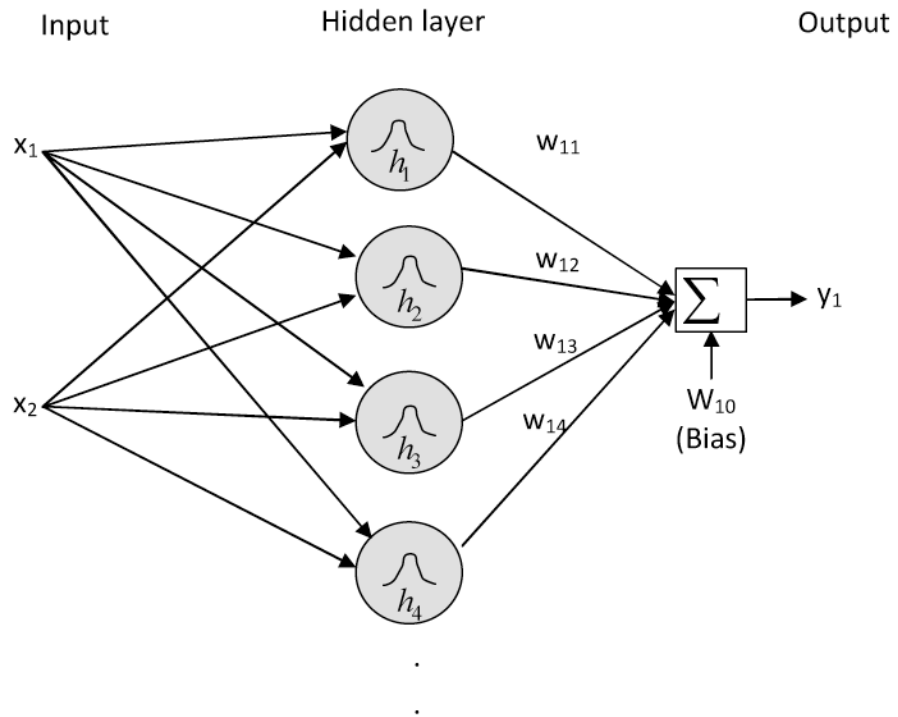 Input Hidden layer Output
x₁
h₁
w₁₁
h₂
w₁₂
∑
y₁
w₁₃
x₂
h₃
w₁₄
W₁₀
(Bias)
h₄
.
.